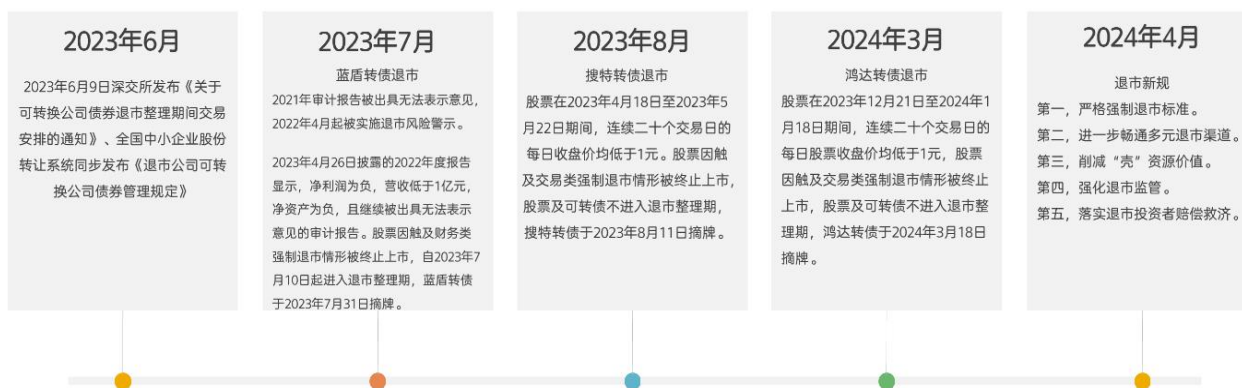 2023年6月
2023年6月9日深交所发布《关于
可转换公司债券退市整理期间交易
安排的通知》、全国中小企业股份
转让系统同步发布《退市公司可转
换公司债券管理规定》
2023年7月
蓝盾转债退市
2021年审计报告被出具无法表示意见，
2022年4月起被实施退市风险警示。
2023年4月26日披露的2022年度报告
显示，净利润为负，营收低于1亿元，
净资产为负，且继续被出具无法表示
意见的审计报告。股票因触及财务类
强制退市情形被终止上市，自2023年7
月10日起进入退市整理期，蓝盾转债
于2023年7月31日摘牌。
2023年8月
搜特转债退市
股票在2023年4月18日至2023年5
月22日期间，连续二十个交易日的
每日收盘价均低于1元。股票因触
及交易类强制退市情形被终止上市，
股票及可转债不进入退市整理期，
搜特转债于2023年8月11日摘牌。
2024年3月
鸿达转债退市
股票在2023年12月21日至2024年1
月18日期间，连续二十个交易日的
每日股票收盘价均低于1元，股票
因触及交易类强制退市情形被终止
上市，股票及可转债不进入退市整
理期，鸿达转债于2024年3月18日
摘牌。
2024年4月
退市新规
第一，严格强制退市标准。
第二，进一步畅通多元退市渠道。
第三，削减“壳”资源价值。
第四，强化退市监管。
第五，落实退市投资者赔偿救济。